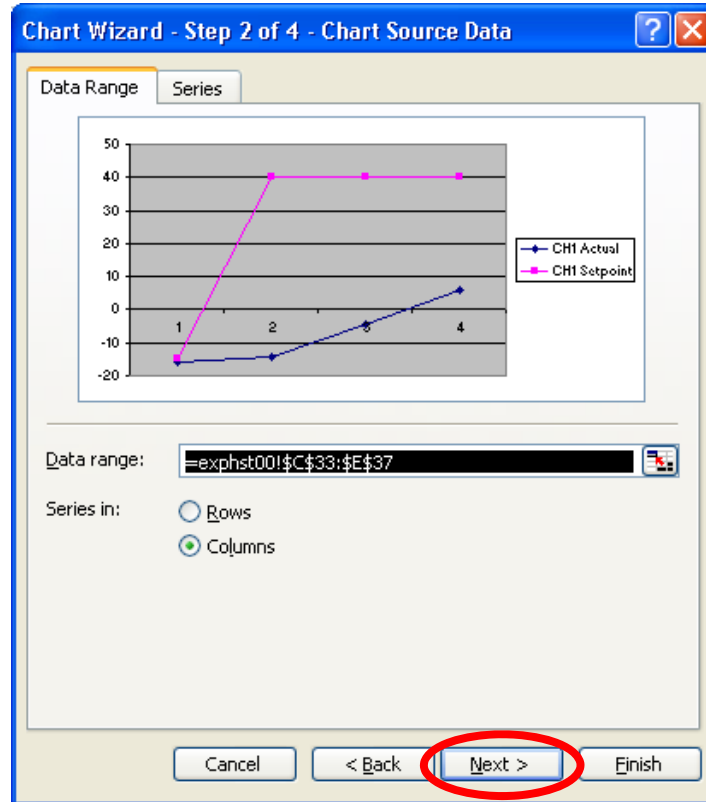 Chart Wizard - Step 2 of 4 - Chart Source Data
Data Range Series
50
40
30
20
10
0
-10
-20
1 2 3 4
CH1 Actual
CH1 Setpoint
Data range: =exphst00!$C$33:$E$37
Series in: Rows
Columns
Cancel < Back Next > Finish